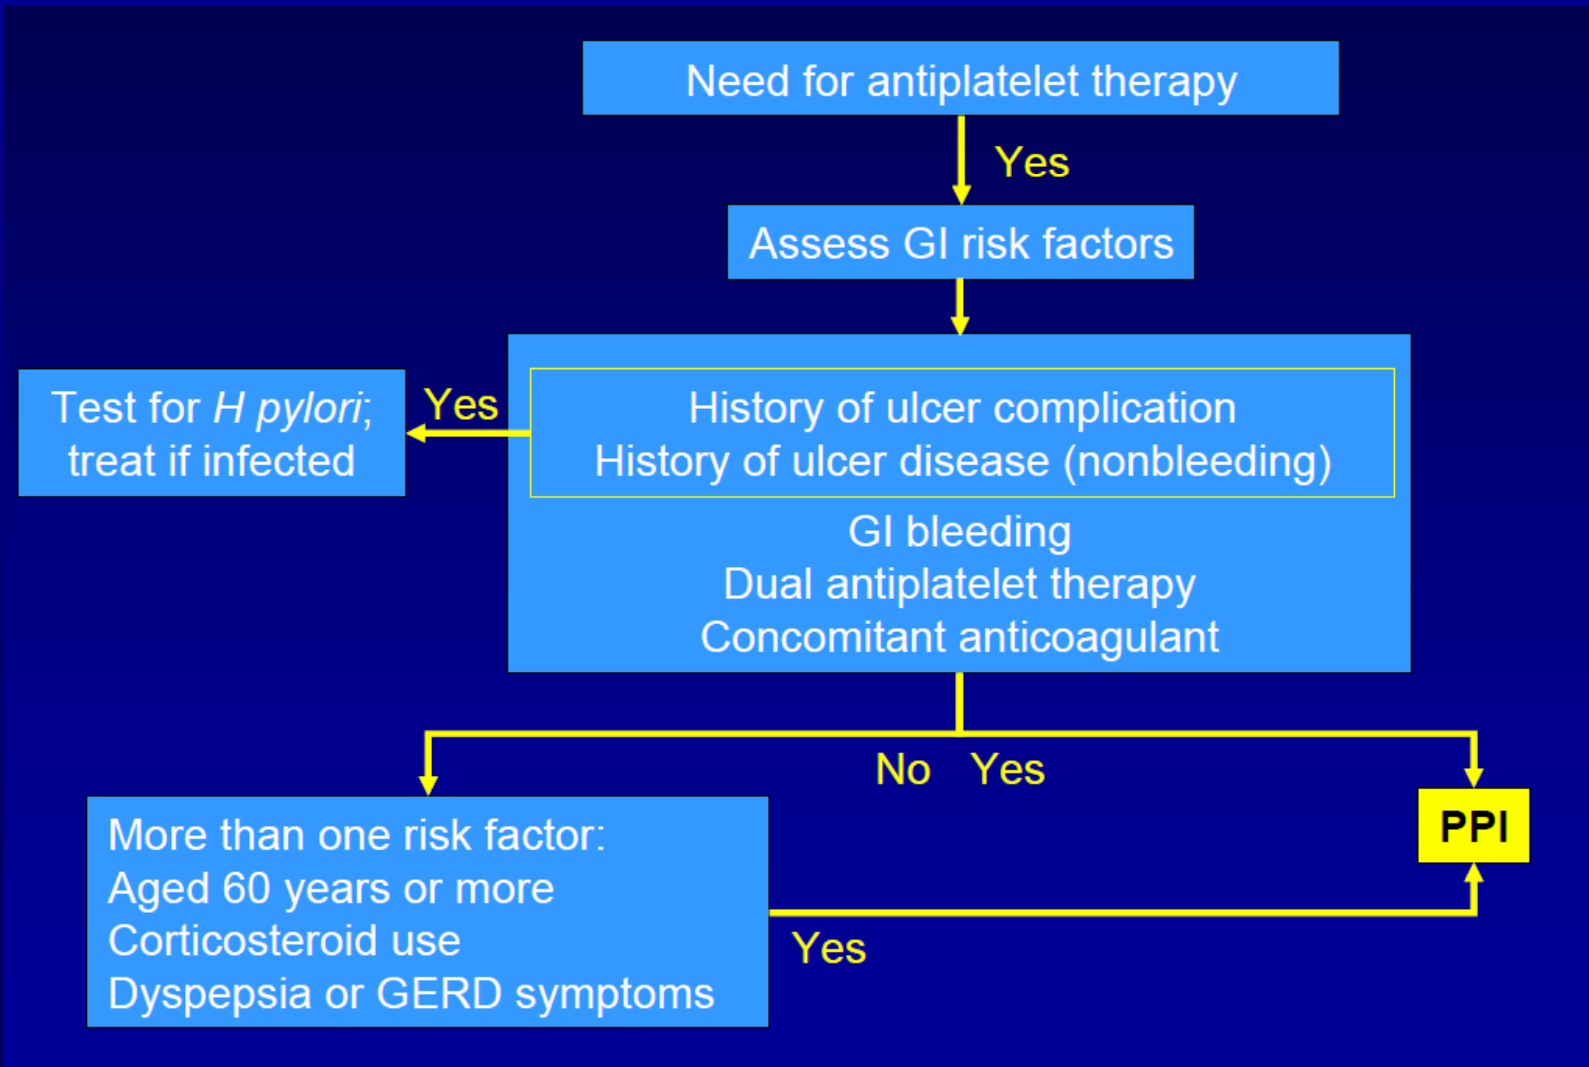 Need for antiplatelet therapy
Yes
Assess GI risk factors
Test for H pylori;
treat if infected
Yes
History of ulcer complication
History of ulcer disease (nonbleeding)
GI bleeding
Dual antiplatelet therapy
Concomitant anticoagulant
No Yes
More than one risk factor:
Aged 60 years or more
Corticosteroid use
Dyspepsia or GERD symptoms
Yes
PPI